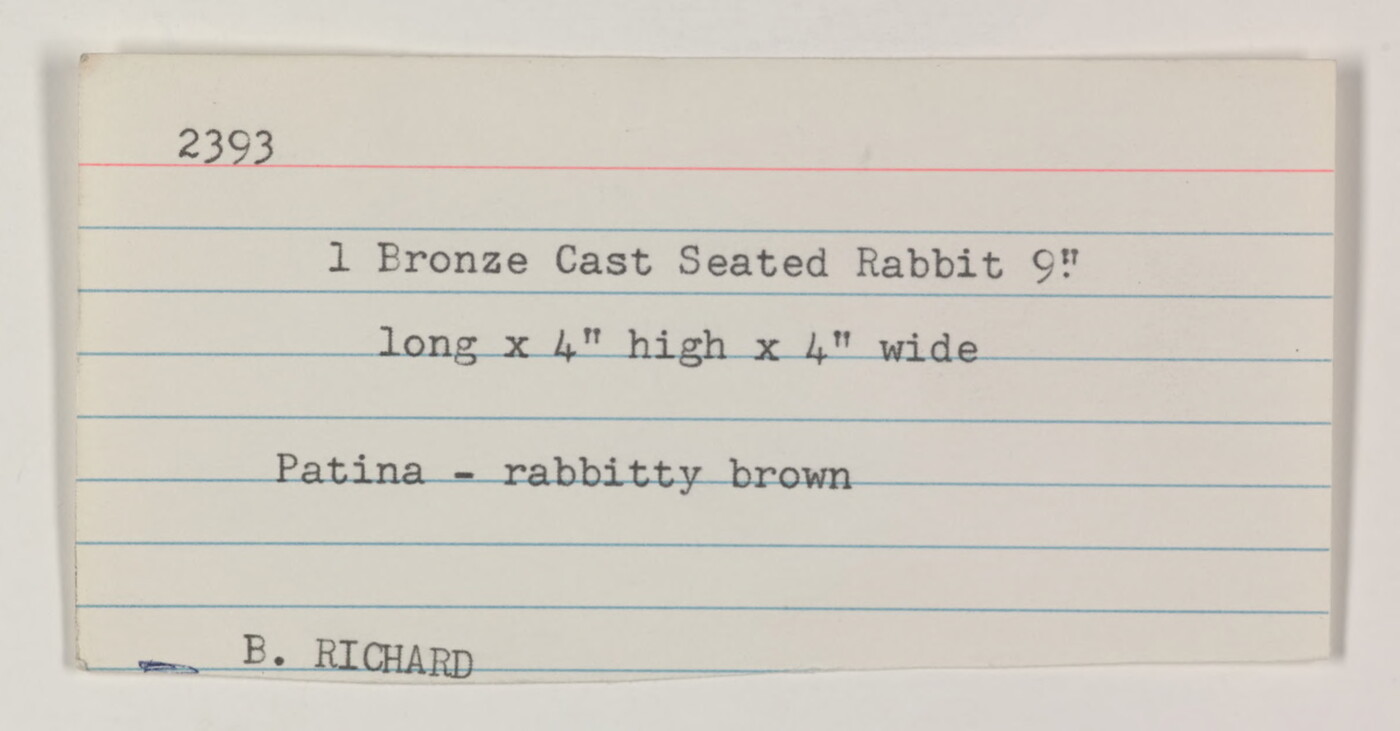 2393
1 Bronze Cast Seated Rabbit 9."
long x 4" high x 4" wide
Patina - rabbitty brown
B. RICHARD